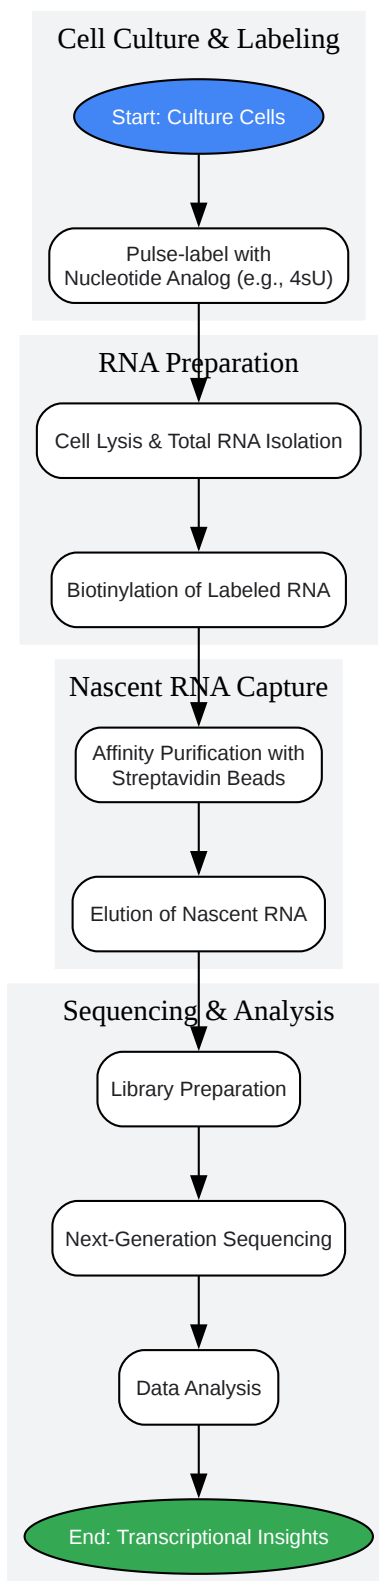 Cell Culture & Labeling
Start: Culture Cells
Pulse-label with
Nucleotide Analog (e.g., 4sU)
RNA Preparation
Cell Lysis & Total RNA Isolation
Biotinylation of Labeled RNA
Nascent RNA Capture
Affinity Purification with
Streptavidin Beads
Elution of Nascent RNA
Sequencing & Analysis
Library Preparation
Next-Generation Sequencing
Data Analysis
End: Transcriptional Insights